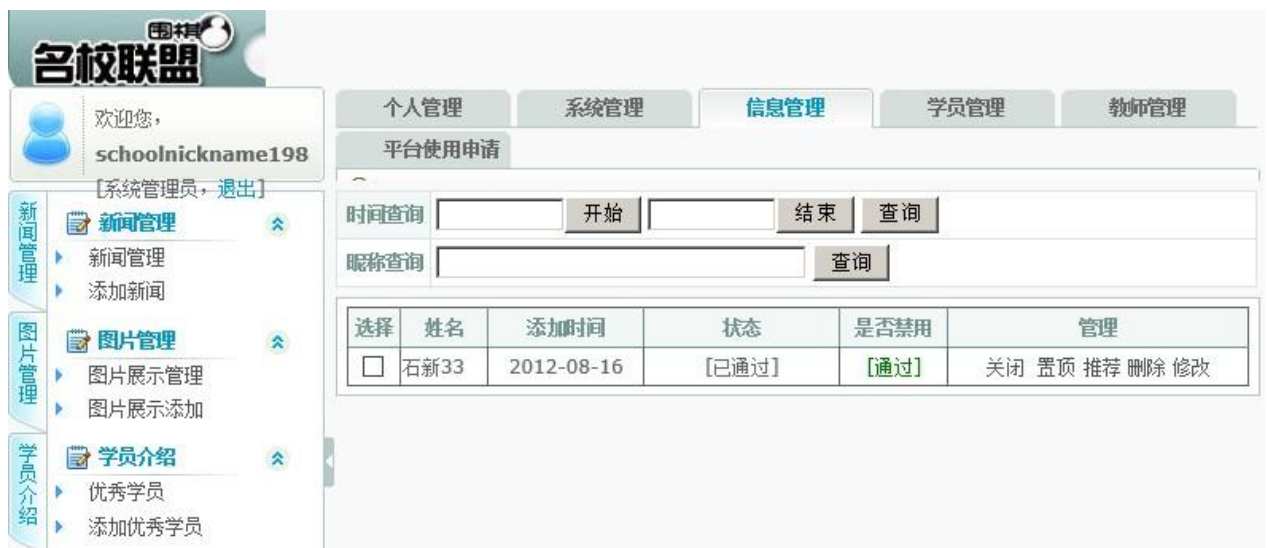 围棋
名校联盟
欢迎您，
schoolnickname198
[系统管理员，退出]
个人管理 系统管理 信息管理 学员管理 教师管理
平台使用申请
新闻管理
新闻管理
新闻管理
添加新闻
图片管理
图片管理
图片展示管理
图片展示添加
学员介绍
学员介绍
优秀学员
添加优秀学员
时间查询 开始 结束 查询
昵称查询 查询
选择 姓名 添加时间 状态 是否禁用 管理
石新33 2012-08-16 [已通过] [通过] 关闭 置顶 推荐 删除 修改